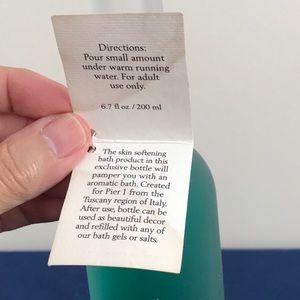 Directions:
Pour small amount
under warm running
water. For adult
use only.
6.7 fl oz / 200 ml
The skin softening
bath product in this
exclusive bottle will
pamper you with an
aromatic bath. Created
for Pier 1 from the
Tuscany region of Italy.
After use, bottle can be
used as beautiful decor
and refilled with any of
our bath gels or salts.